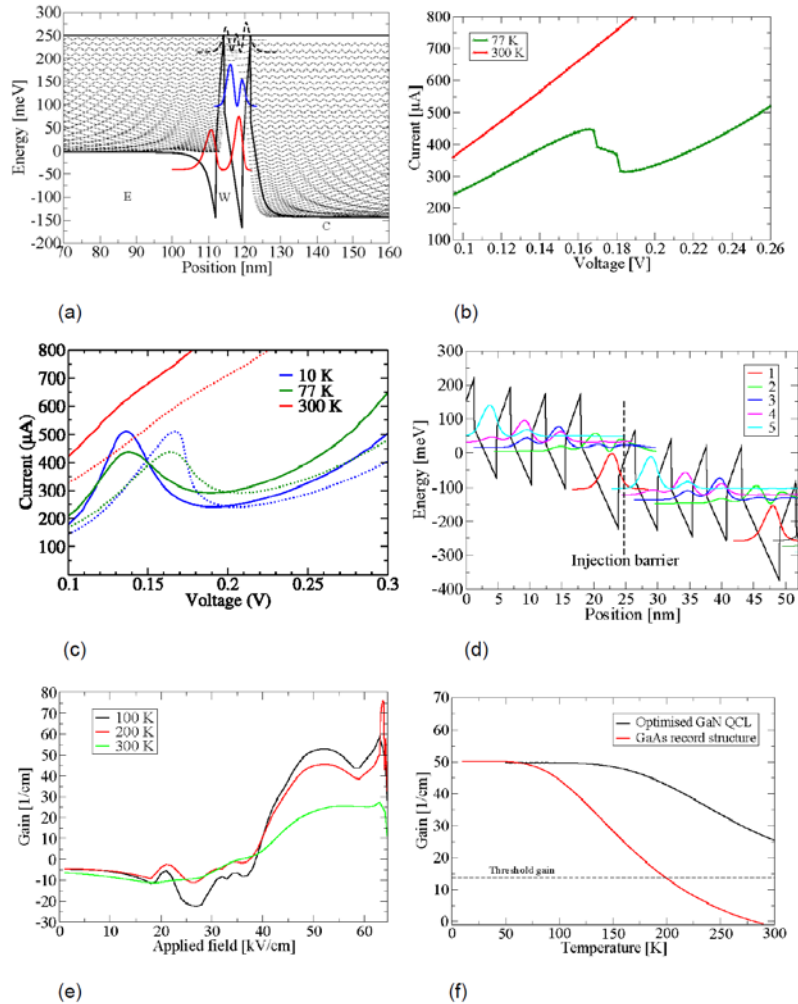 250
200
150
100
50
0
-50
-100
-150
-200
Energy [meV]
E
W
C
70 80 90 100 110 120 130 140 150 160
Position [nm]
(a)
800
700
600
500
400
300
200
100
Current [μA]
77 K
300 K
0.1 0.12 0.14 0.16 0.18 0.2 0.22 0.24 0.26
Voltage [V]
(b)
800
700
600
500
400
300
200
100
Current (μA)
10 K
77 K
300 K
0.1 0.15 0.2 0.25 0.3
Voltage (V)
(c)
300
200
100
0
-100
-200
-300
-400
Energy [meV]
1
2
3
4
5
Injection barrier
0 5 10 15 20 25 30 35 40 45 50
Position [nm]
(d)
80
70
60
50
40
30
20
10
0
-10
-20
-30
Gain [1/cm]
100 K
200 K
300 K
0 10 20 30 40 50 60
Applied field [kV/cm]
(e)
70
60
50
40
30
20
10
0
Gain [1/cm]
Optimised GaN QCL
GaAs record structure
Threshold gain
0 50 100 150 200 250 300
Temperature [K]
(f)